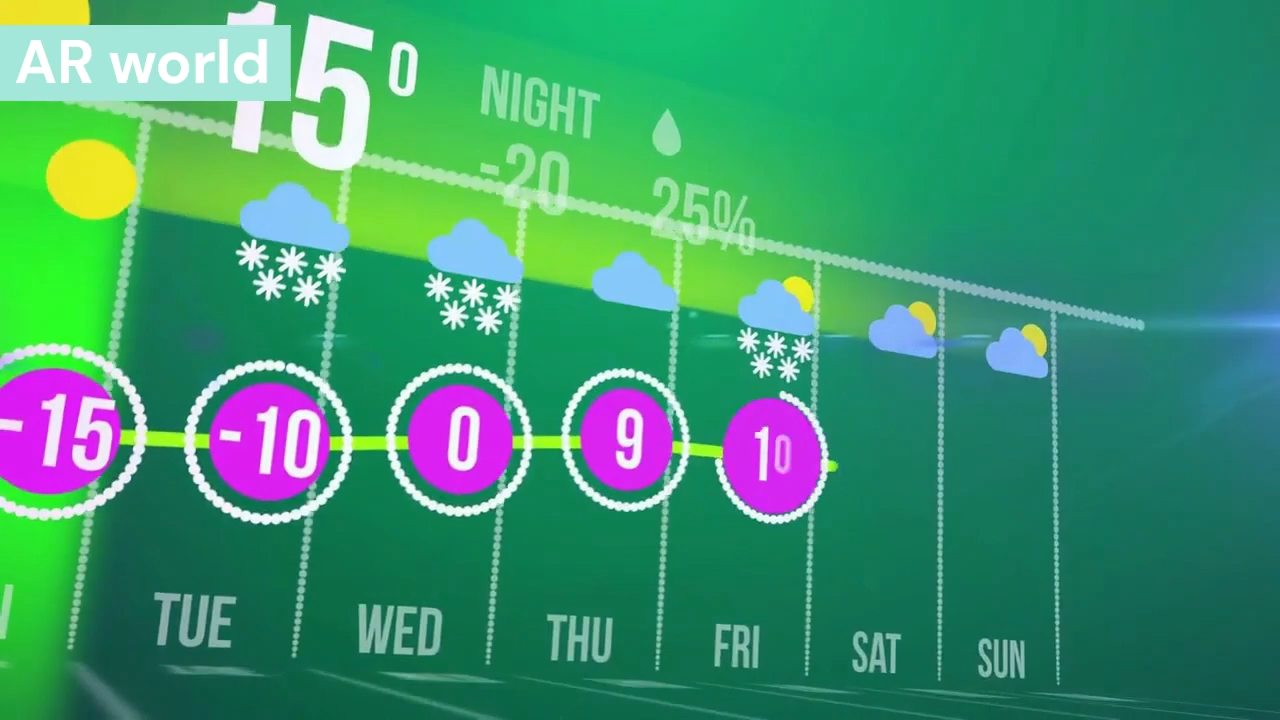 AR world
15°
NIGHT
-20
25%
-15
-10
0
9
10
TUE
WED
THU
FRI
SAT
SUN